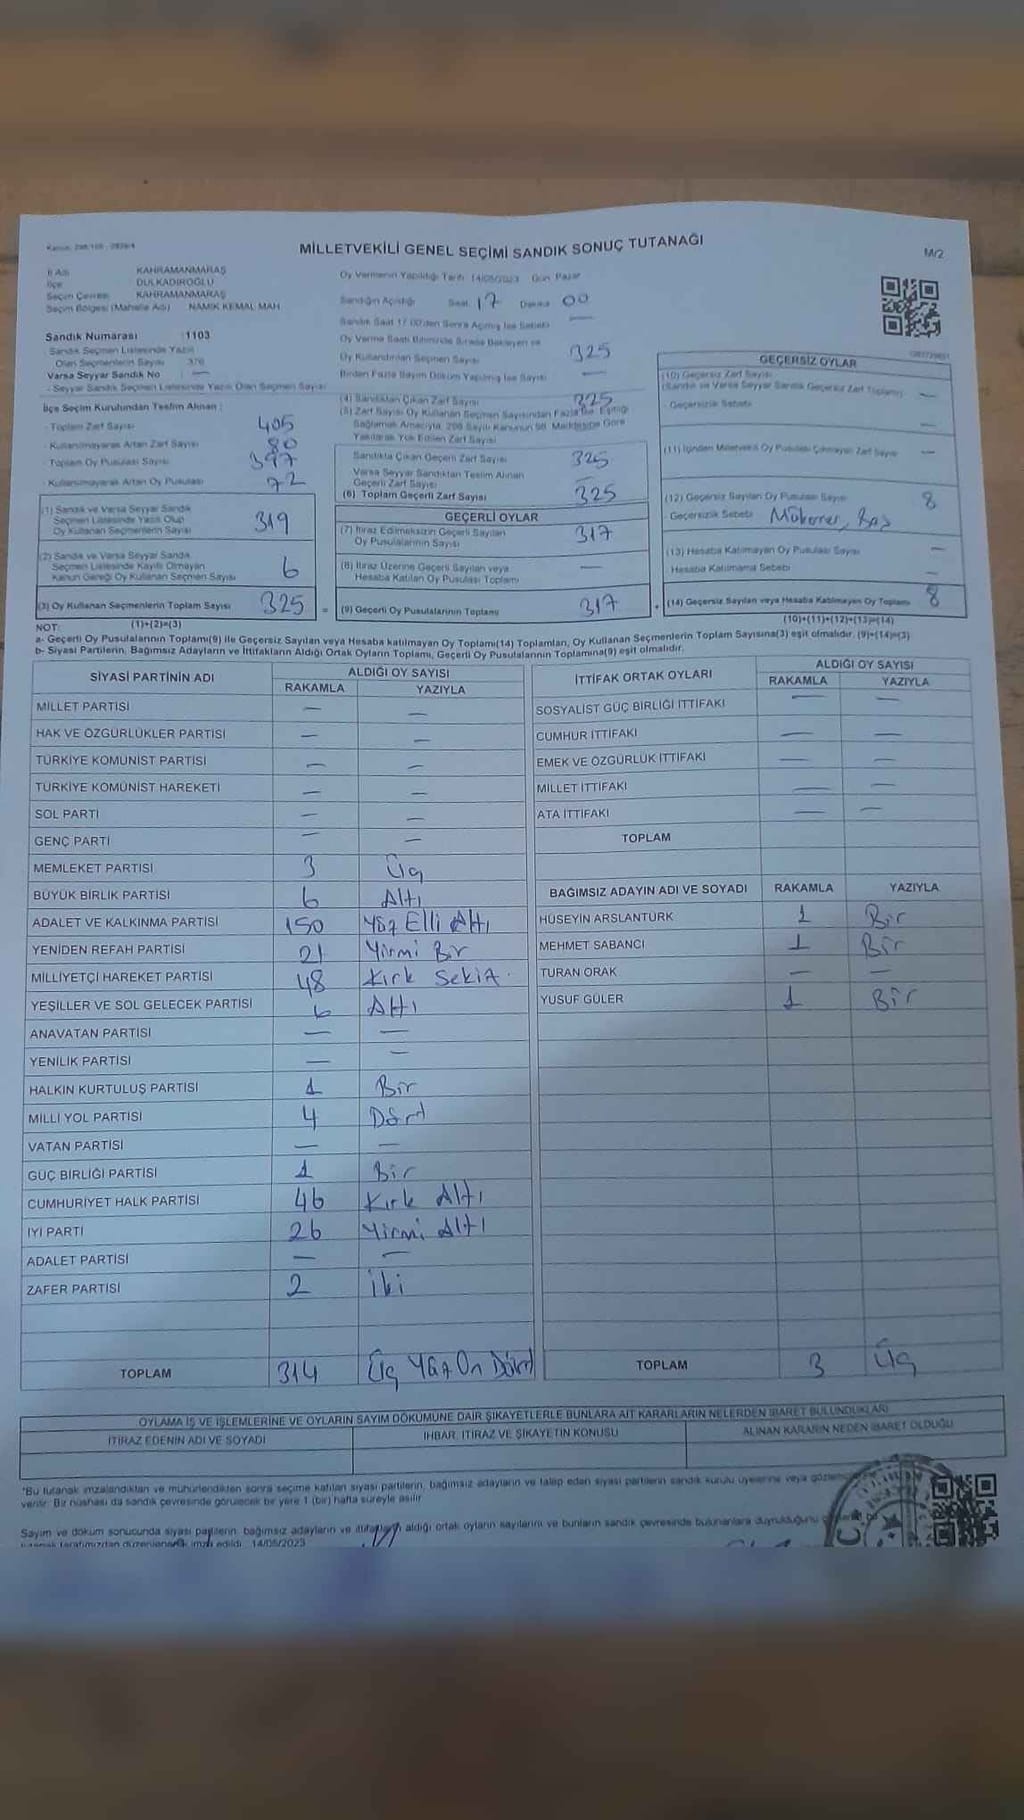 MİLLETVEKİLİ GENEL SEÇİMİ SANDIK SONUÇ TUTANAĞI
M/2
İl Adı KAHRAMANMARAŞ
İlçe DULKADİROĞLU
Seçim Çevresi KAHRAMANMARAŞ
Seçim Bölgesi (Mahalle Adı) NAMIK KEMAL MAH
Oy Vermenin Yapıldığı Tarih 14/05/2023 Gün Pazar
Sandığın Açıldığı Saat 17 Dakika 00
Sandık Saat 17.00'den Sonra Açılmış İse Sebebi —
Oy Verme Saati Bitiminde Sırada Bekleyen ve
Oy Kullandırılan Seçmen Sayısı 325
Birden Fazla Sayım Döküm Yapılmış İse Sayısı —
Sandık Numarası :1103
Sandık Seçmen Listesinde Yazılı
Olan Seçmenlerin Sayısı 376
Varsa Seyyar Sandık No —
- Seyyar Sandık Seçmen Listesinde Yazılı Olan Seçmen Sayısı
İlçe Seçim Kurulundan Teslim Alınan :
- Toplam Zarf Sayısı 405
- Kullanılmayarak Artan Zarf Sayısı 80
- Toplam Oy Pusulası Sayısı 397
- Kullanılmayarak Artan Oy Pusulası 72
(1) Sandık ve Varsa Seyyar Sandık
Seçmen Listesinde Yazılı Olup
Oy Kullanan Seçmenlerin Sayısı 319
(2) Sandık ve Varsa Seyyar Sandık
Seçmen Listesinde Kayıtlı Olmayan
Kanun Gereği Oy Kullanan Seçmen Sayısı 6
(3) Oy Kullanan Seçmenlerin Toplam Sayısı 325 =
(1)+(2)=(3)
(4) Sandıktan Çıkan Zarf Sayısı 325
(5) Zarf Sayısı Oy Kullanan Seçmen Sayısından Fazla İse, Eşitliği
Sağlamak Amacıyla, 298 Sayılı Kanunun 98. Maddesine Göre
Yakılarak Yok Edilen Zarf Sayısı
Sandıkta Çıkan Geçerli Zarf Sayısı 325
Varsa Seyyar Sandıktan Teslim Alınan
Geçerli Zarf Sayısı —
(6) Toplam Geçerli Zarf Sayısı 325
GEÇERLİ OYLAR
(7) İtiraz Edilmeksizin Geçerli Sayılan
Oy Pusulalarının Sayısı 317
(8) İtiraz Üzerine Geçerli Sayılan veya
Hesaba Katılan Oy Pusulası Toplamı —
(9) Geçerli Oy Pusulalarının Toplamı 317 +
GEÇERSİZ OYLAR
(10) Geçersiz Zarf Sayısı
(Sandık ve Varsa Seyyar Sandık Geçersiz Zarf Toplamı) —
- Geçersizlik Sebebi —
(11) İçinden Milletvekili Oy Pusulası Çıkmayan Zarf Sayısı —
(12) Geçersiz Sayılan Oy Pusulası Sayısı 8
- Geçersizlik Sebebi
(13) Hesaba Katılmayan Oy Pusulası Sayısı —
Hesaba Katılmama Sebebi —
(14) Geçersiz Sayılan veya Hesaba Katılmayan Oy Toplamı 8
(10)+(11)+(12)+(13)=(14)
NOT:
a- Geçerli Oy Pusulalarının Toplamı(9) ile Geçersiz Sayılan veya Hesaba katılmayan Oy Toplamı(14) Toplamları, Oy Kullanan Seçmenlerin Toplam Sayısına(3) eşit olmalıdır. (9)+(14)=(3)
b- Siyasi Partilerin, Bağımsız Adayların ve İttifakların Aldığı Ortak Oyların Toplamı, Geçerli Oy Pusulalarının Toplamına(9) eşit olmalıdır.
SİYASİ PARTİNİN ADI ALDIĞI OY SAYISI
RAKAMLA YAZIYLA
MİLLET PARTİSİ — —
HAK VE ÖZGÜRLÜKLER PARTİSİ — —
TÜRKİYE KOMÜNİST PARTİSİ — —
TÜRKİYE KOMÜNİST HAREKETİ — —
SOL PARTİ — —
GENÇ PARTİ — —
MEMLEKET PARTİSİ 3 Üç
BÜYÜK BİRLİK PARTİSİ 6 Altı
ADALET VE KALKINMA PARTİSİ 150 Yüz Elli Altı
YENİDEN REFAH PARTİSİ 21 Yirmi Bir
MİLLİYETÇİ HAREKET PARTİSİ 48 Kırk Sekiz
YEŞİLLER VE SOL GELECEK PARTİSİ 6 Altı
ANAVATAN PARTİSİ — —
YENİLİK PARTİSİ — —
HALKIN KURTULUŞ PARTİSİ 1 Bir
MİLLİ YOL PARTİSİ 4 Dört
VATAN PARTİSİ — —
GÜÇ BİRLİĞİ PARTİSİ 1 Bir
CUMHURİYET HALK PARTİSİ 46 Kırk Altı
İYİ PARTİ 26 Yirmi Altı
ADALET PARTİSİ — —
ZAFER PARTİSİ 2 İki
TOPLAM 314 Üç Yüz On Dört
İTTİFAK ORTAK OYLARI ALDIĞI OY SAYISI
RAKAMLA YAZIYLA
SOSYALİST GÜÇ BİRLİĞİ İTTİFAKI — —
CUMHUR İTTİFAKI — —
EMEK VE ÖZGÜRLÜK İTTİFAKI — —
MİLLET İTTİFAKI — —
ATA İTTİFAKI — —
TOPLAM
BAĞIMSIZ ADAYIN ADI VE SOYADI RAKAMLA YAZIYLA
HÜSEYİN ARSLANTÜRK 1 Bir
MEHMET SABANCI 1 Bir
TURAN ORAK — —
YUSUF GÜLER 1 Bir
TOPLAM 3 Üç
OYLAMA İŞ VE İŞLEMLERİNE VE OYLARIN SAYIM DÖKÜMÜNE DAİR ŞİKAYETLERLE BUNLARA AİT KARARLARIN NELERDEN İBARET BULUNDUKLARI
İTİRAZ EDENİN ADI VE SOYADI İHBAR, İTİRAZ VE ŞİKAYETİN KONUSU ALINAN KARARIN NEDEN İBARET OLDUĞU
"Bu tutanak imzalandıktan ve mühürlendikten sonra seçime katılan siyasi partilerin, bağımsız adayların ve talep eden siyasi partilerin sandık kurulu üyelerine veya
verilir. Bir nüshası da sandık çevresinde görülecek bir yere 1 (bir) hafta süreyle asılır
Sayım ve döküm sonucunda siyasi partilerin, bağımsız adayların ve ittifakların aldığı ortak oyların sayılarını ve bunların sandık çevresinde bulunanlara duyrulduğunu
tutanak tarafımızdan düzenlenerek imza edildi. 14/05/2023